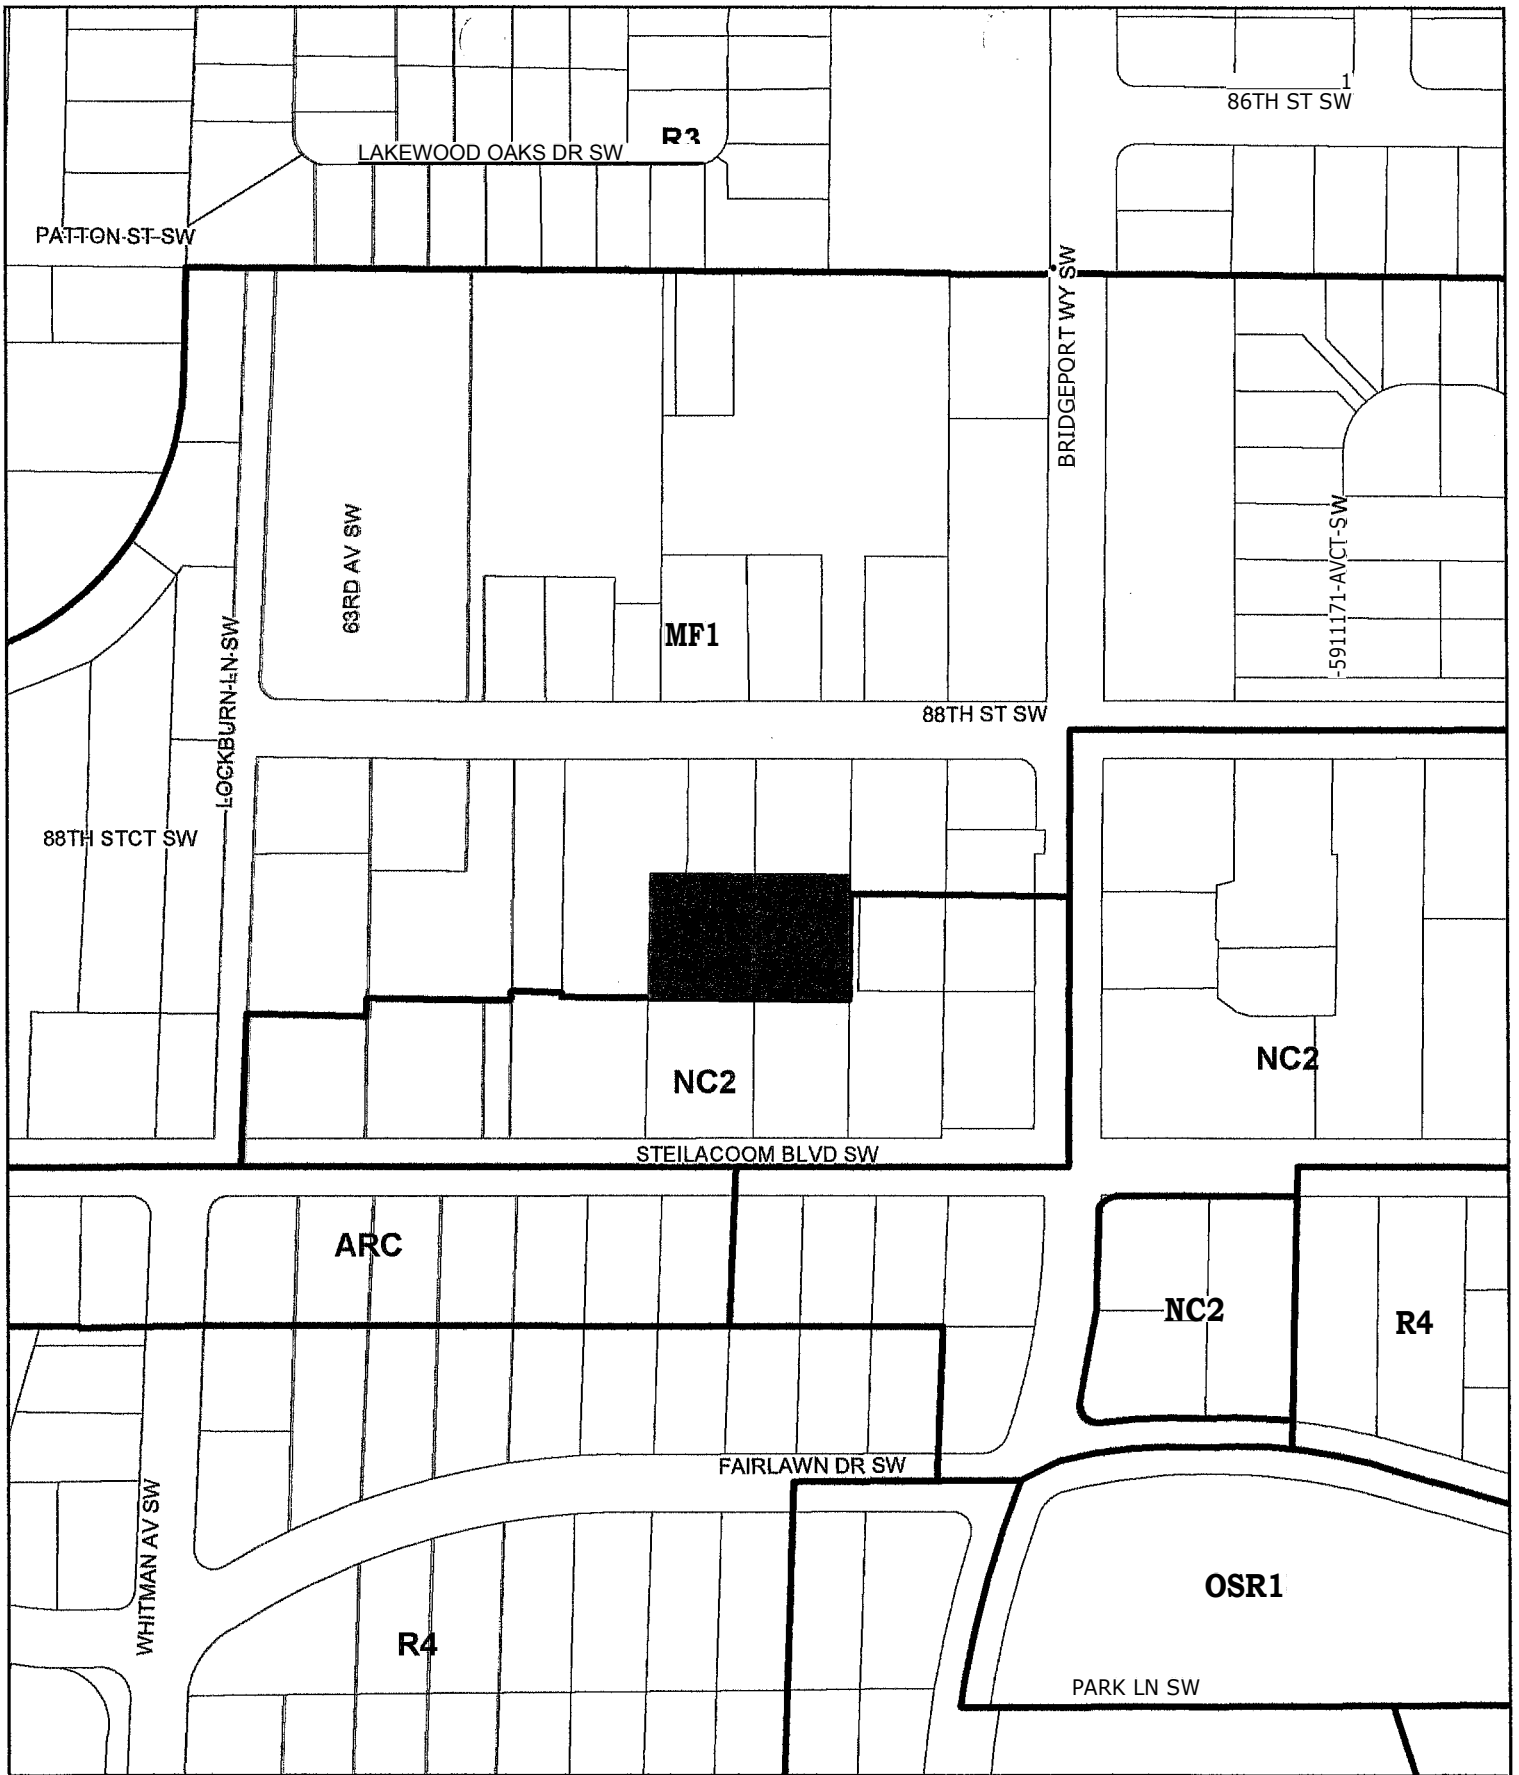 1
86TH ST SW
R3
LAKEWOOD OAKS DR SW
PATTON-ST-SW
BRIDGEPORT WY SW
63RD AV SW
-5911171-AVCT-SW
LOCKBURN-LN-SW
MF1
88TH ST SW
88TH STCT SW
NC2
NC2
STEILACOOM BLVD SW
ARC
NC2
R4
FAIRLAWN DR SW
WHITMAN AV SW
OSR1
R4
PARK LN SW